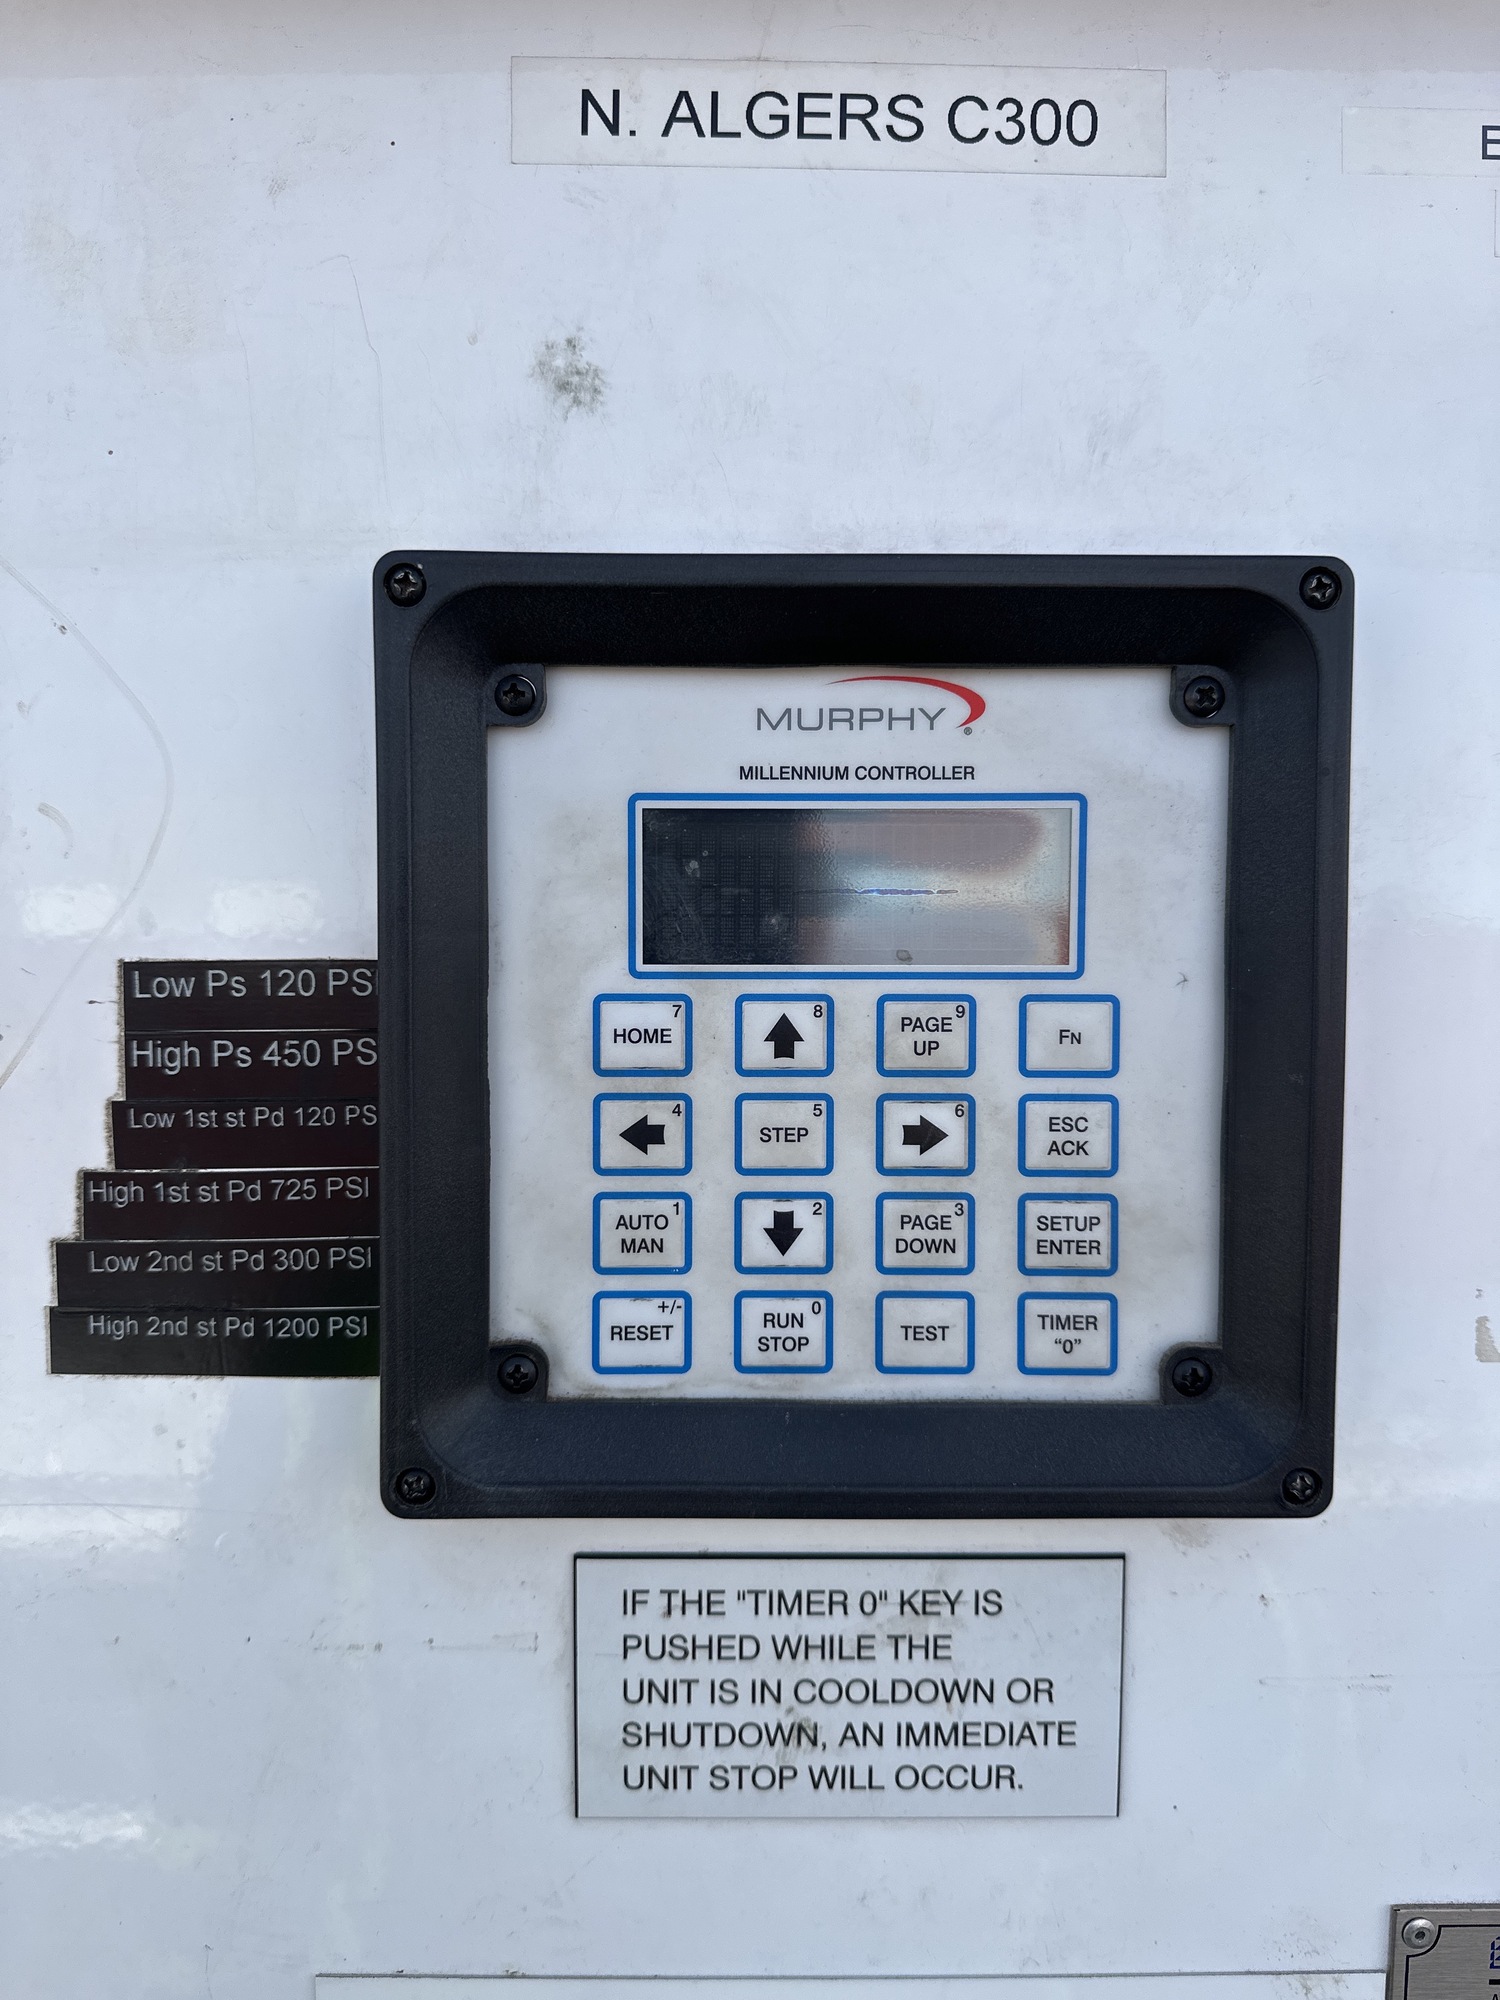 N. ALGERS C300
MURPHY
®
MILLENNIUM CONTROLLER
Low Ps 120 PSI
High Ps 450 PS
Low 1st st Pd 120 PS
High 1st st Pd 725 PSI
Low 2nd st Pd 300 PSI
High 2nd st Pd 1200 PSI
HOME 7
8
PAGE UP 9
FN
4
STEP 5
6
ESC ACK
AUTO MAN 1
2
PAGE DOWN 3
SETUP ENTER
RESET +/-
RUN STOP 0
TEST
TIMER "0"
IF THE "TIMER 0" KEY IS
PUSHED WHILE THE
UNIT IS IN COOLDOWN OR
SHUTDOWN, AN IMMEDIATE
UNIT STOP WILL OCCUR.